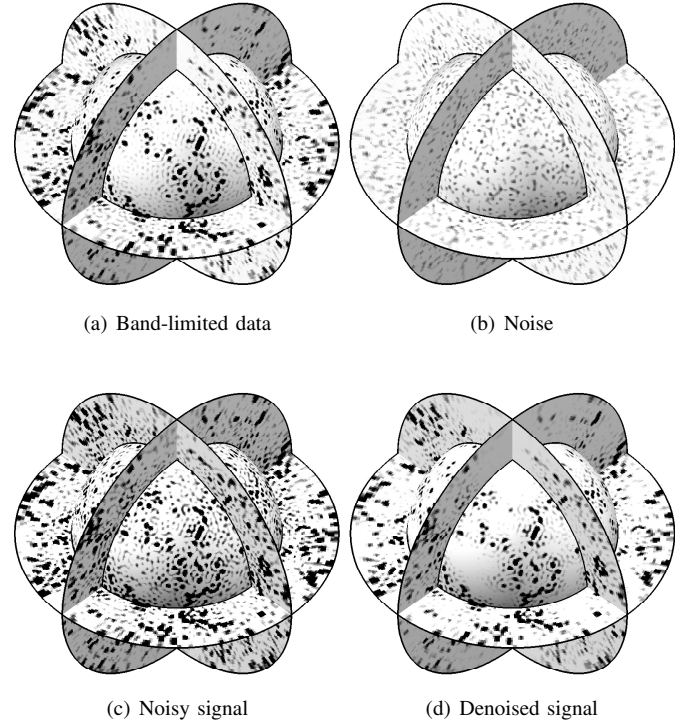 (a) Band-limited data
(b) Noise
(c) Noisy signal
(d) Denoised signal